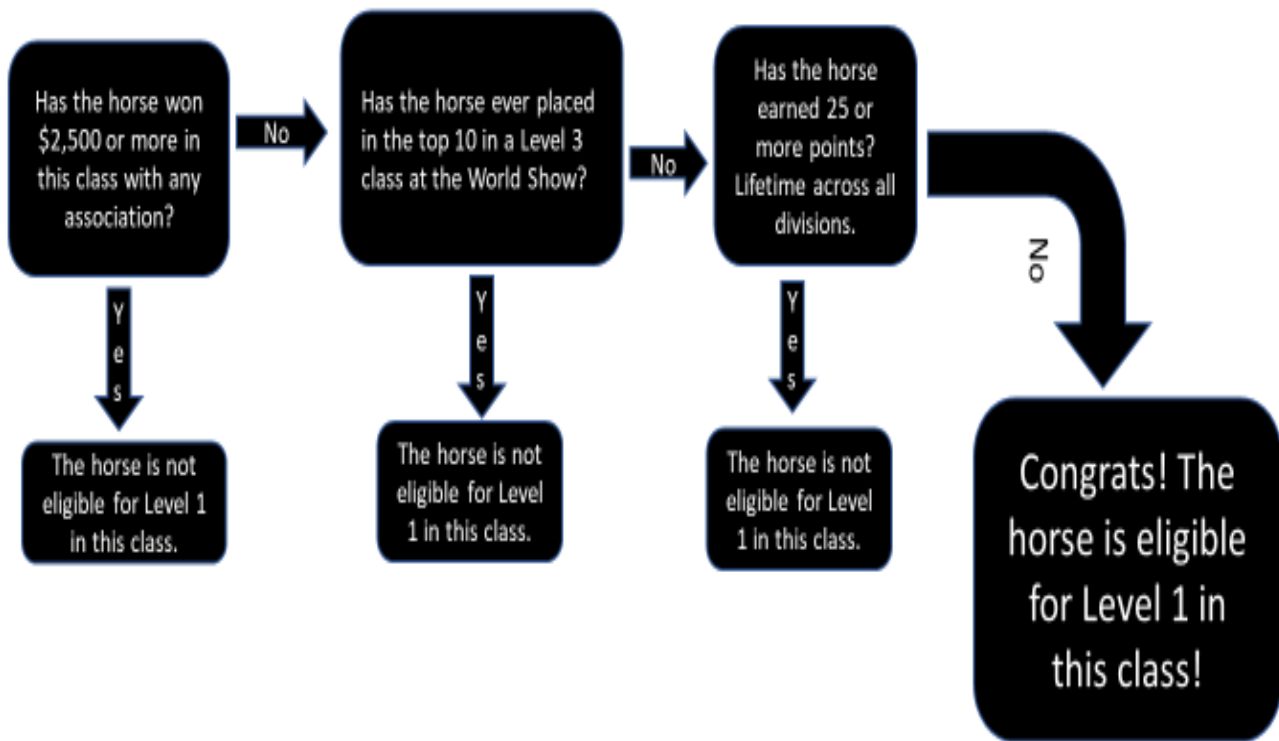 Has the horse won
$2,500 or more in
this class with any
association?
No
Has the horse ever placed
in the top 10 in a Level 3
class at the World Show?
No
Has the horse
earned 25 or
more points?
Lifetime across all
divisions.
No
Yes
Yes
Yes
The horse is not
eligible for Level 1
in this class.
The horse is not
eligible for Level
1 in this class.
The horse is not
eligible for Level
1 in this class.
Congrats! The
horse is eligible
for Level 1 in
this class!